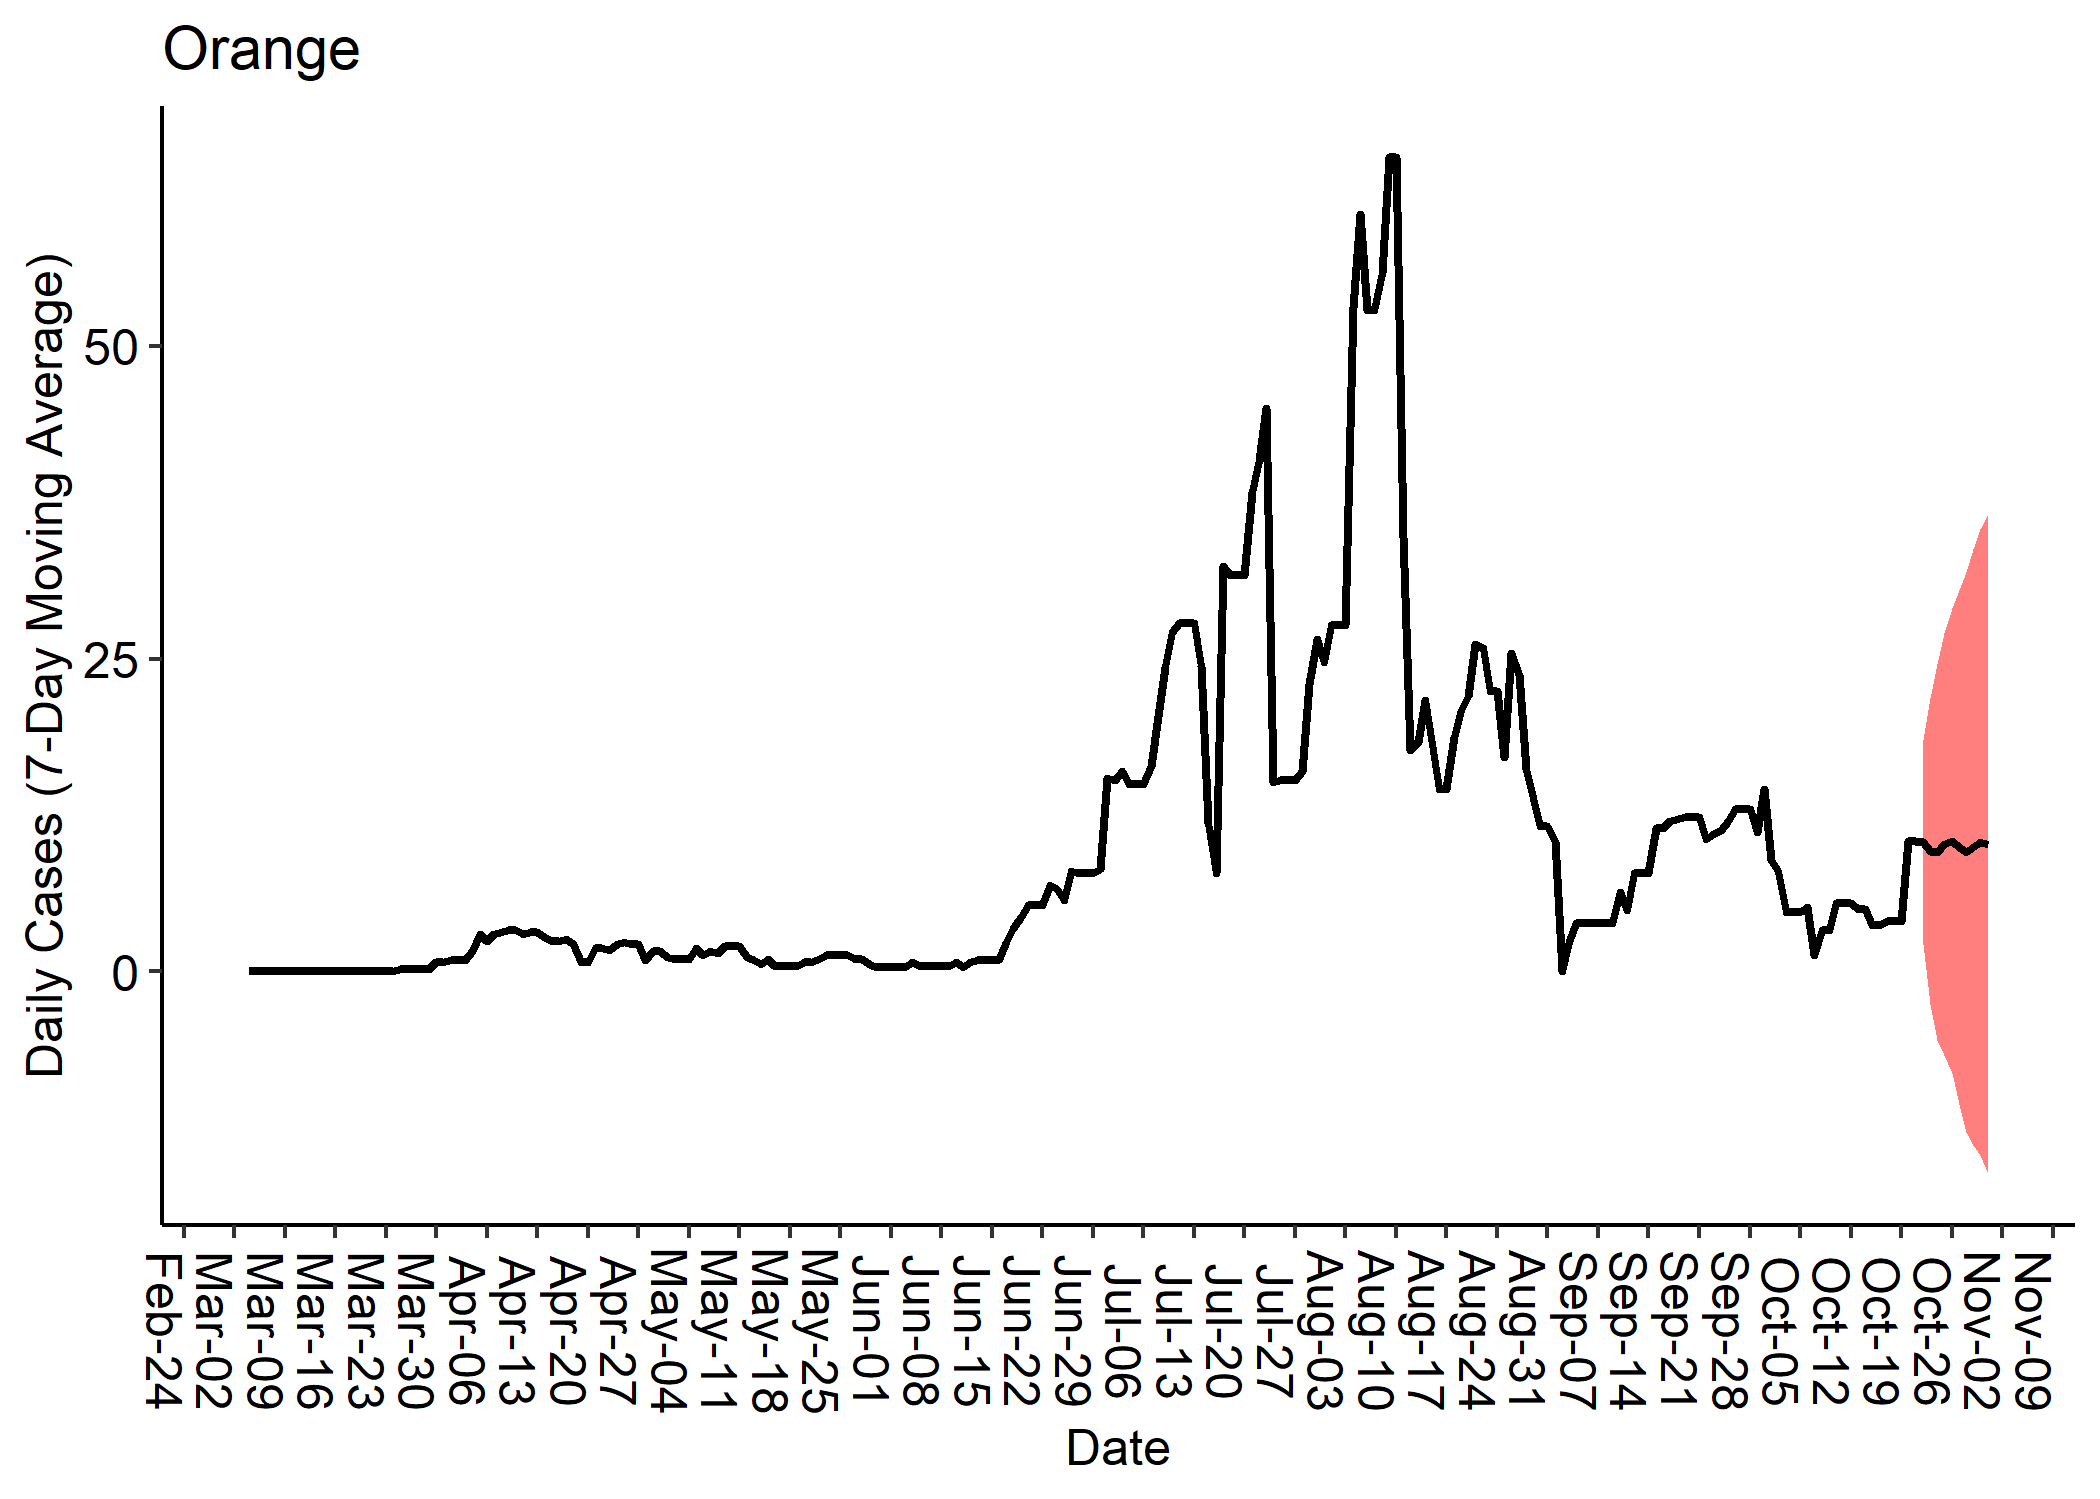 Orange
Daily Cases (7-Day Moving Average)
50
25
0
Feb-24
Mar-02
Mar-09
Mar-16
Mar-23
Mar-30
Apr-06
Apr-13
Apr-20
Apr-27
May-04
May-11
May-18
May-25
Jun-01
Jun-08
Jun-15
Jun-22
Jun-29
Jul-06
Jul-13
Jul-20
Jul-27
Aug-03
Aug-10
Aug-17
Aug-24
Aug-31
Sep-07
Sep-14
Sep-21
Sep-28
Oct-05
Oct-12
Oct-19
Oct-26
Nov-02
Nov-09
Date